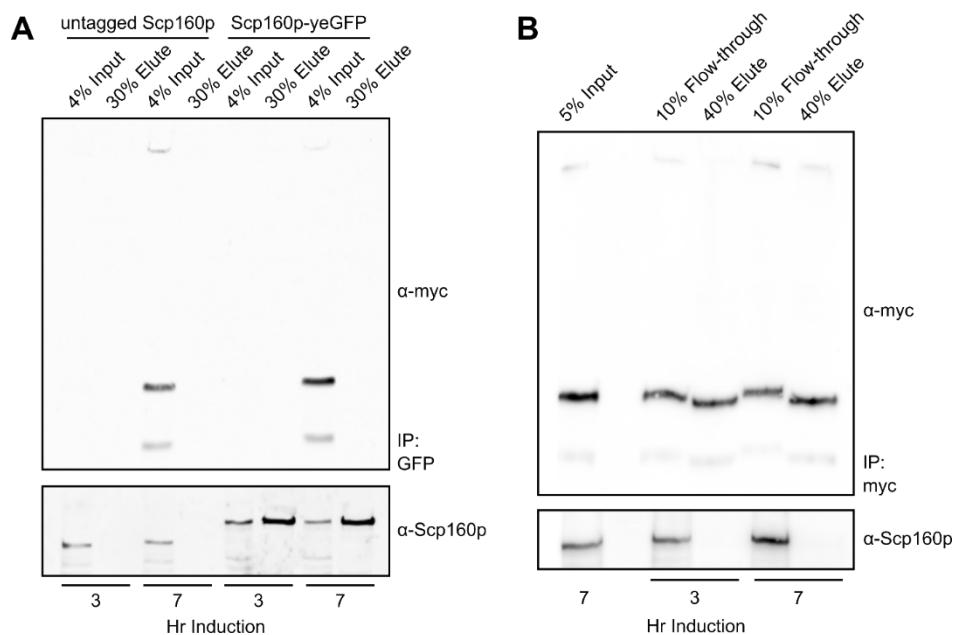 A
untagged Scp160p Scp160p-yeGFP
4% Input 30% Elute 4% Input 30% Elute 4% Input 30% Elute 4% Input 30% Elute
α-myc
IP:
GFP
α-Scp160p
3 7 3 7
Hr Induction
B
5% Input 10% Flow-through 40% Elute 10% Flow-through 40% Elute
α-myc
IP:
myc
α-Scp160p
7 3 7
Hr Induction